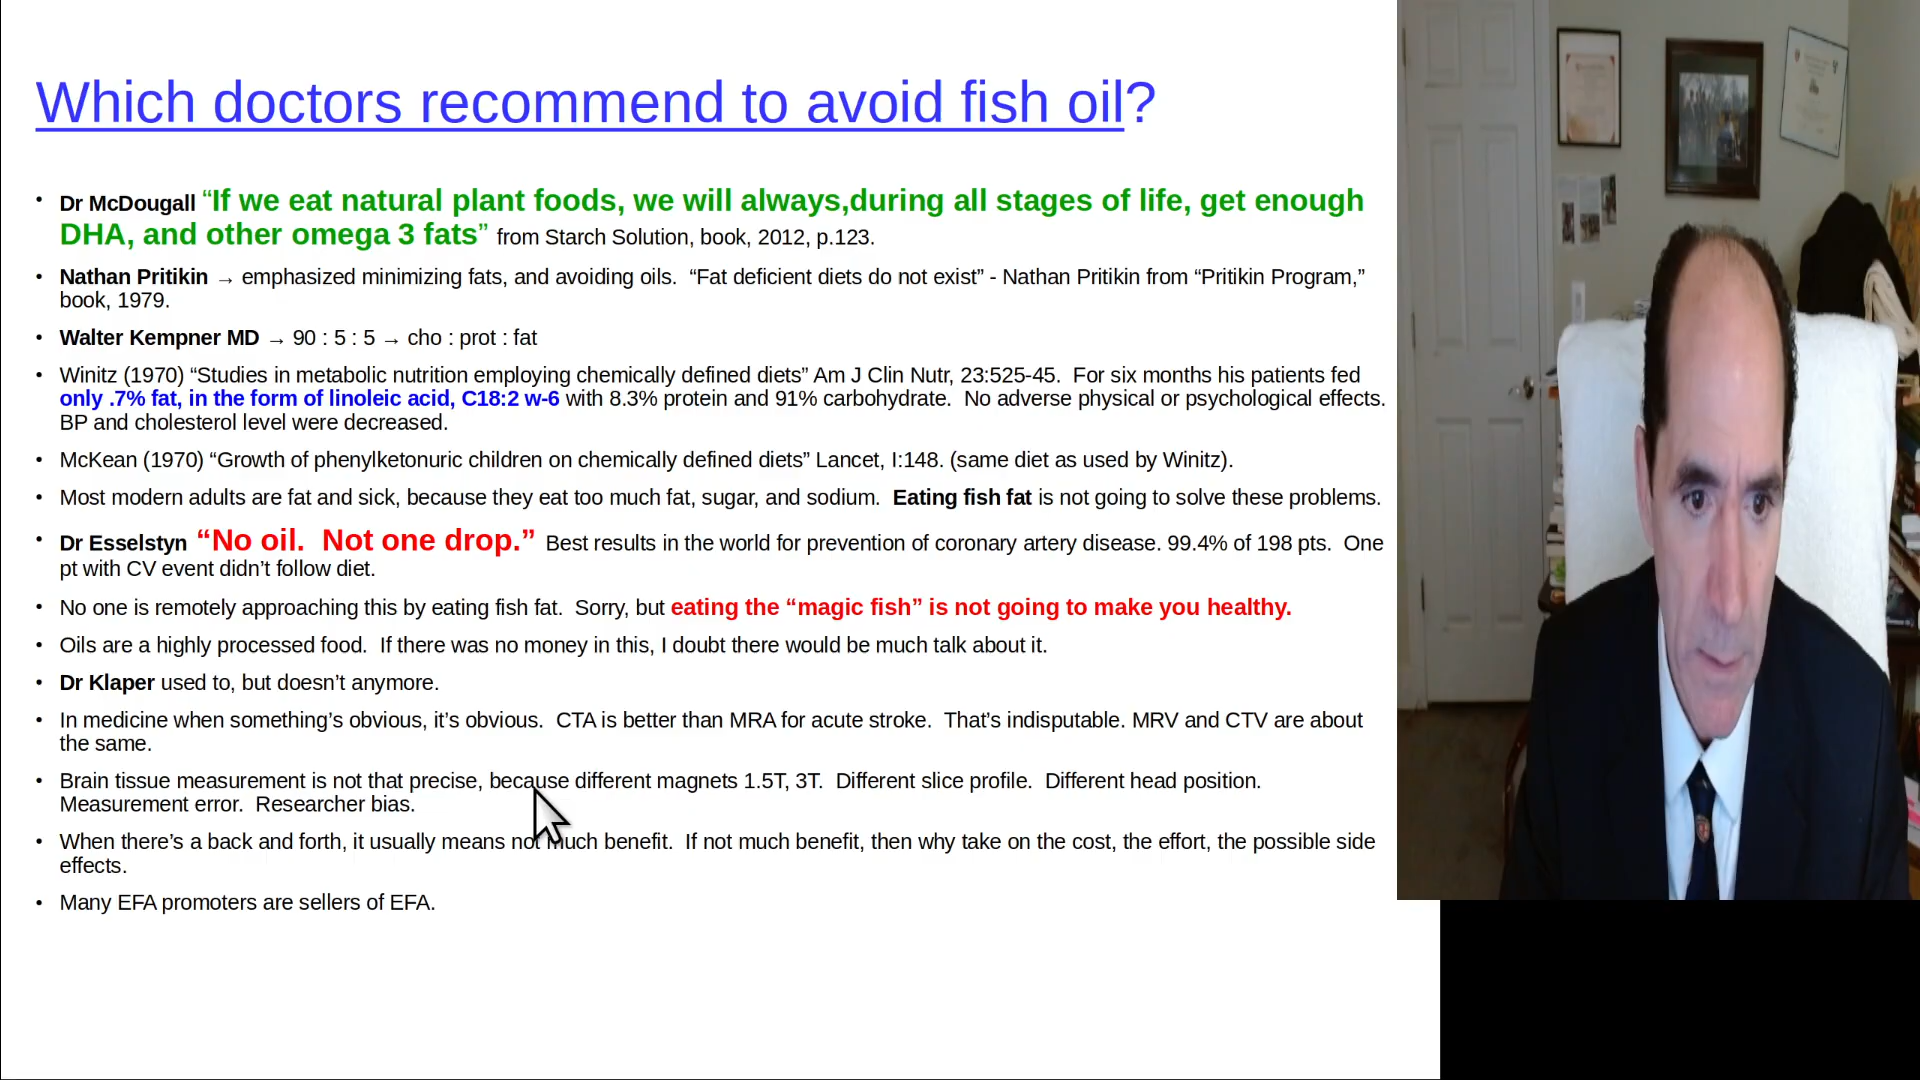 Which doctors recommend to avoid fish oil?
• Dr McDougall “If we eat natural plant foods, we will always,during all stages of life, get enough
DHA, and other omega 3 fats” from Starch Solution, book, 2012, p.123.
• Nathan Pritikin → emphasized minimizing fats, and avoiding oils.  “Fat deficient diets do not exist” - Nathan Pritikin from “Pritikin Program,”
book, 1979.
• Walter Kempner MD → 90 : 5 : 5 → cho : prot : fat
• Winitz (1970) “Studies in metabolic nutrition employing chemically defined diets” Am J Clin Nutr, 23:525-45.  For six months his patients fed
only .7% fat, in the form of linoleic acid, C18:2 w-6 with 8.3% protein and 91% carbohydrate.  No adverse physical or psychological effects.
BP and cholesterol level were decreased.
• McKean (1970) “Growth of phenylketonuric children on chemically defined diets” Lancet, I:148. (same diet as used by Winitz).
• Most modern adults are fat and sick, because they eat too much fat, sugar, and sodium.  Eating fish fat is not going to solve these problems.
• Dr Esselstyn “No oil.  Not one drop.” Best results in the world for prevention of coronary artery disease. 99.4% of 198 pts.  One
pt with CV event didn’t follow diet.
• No one is remotely approaching this by eating fish fat.  Sorry, but eating the “magic fish” is not going to make you healthy.
• Oils are a highly processed food.  If there was no money in this, I doubt there would be much talk about it.
• Dr Klaper used to, but doesn’t anymore.
• In medicine when something’s obvious, it’s obvious.  CTA is better than MRA for acute stroke.  That’s indisputable. MRV and CTV are about
the same.
• Brain tissue measurement is not that precise, because different magnets 1.5T, 3T.  Different slice profile.  Different head position.
Measurement error.  Researcher bias.
• When there’s a back and forth, it usually means not much benefit.  If not much benefit, then why take on the cost, the effort, the possible side
effects.
• Many EFA promoters are sellers of EFA.